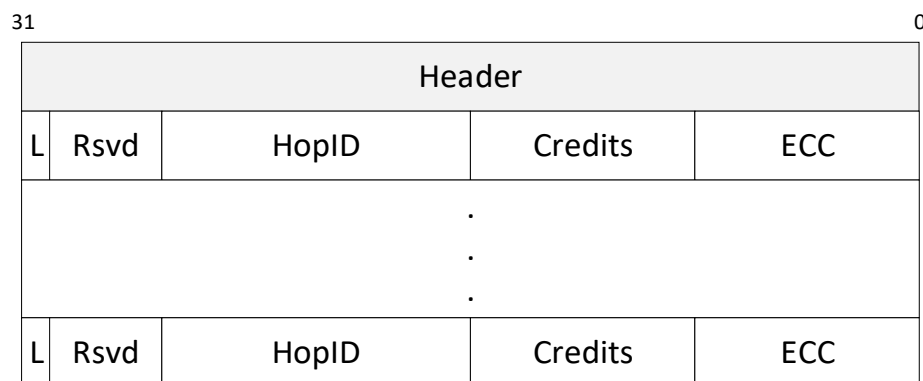 31 0
Header
L Rsvd HopID Credits ECC
.
.
.
L Rsvd HopID Credits ECC